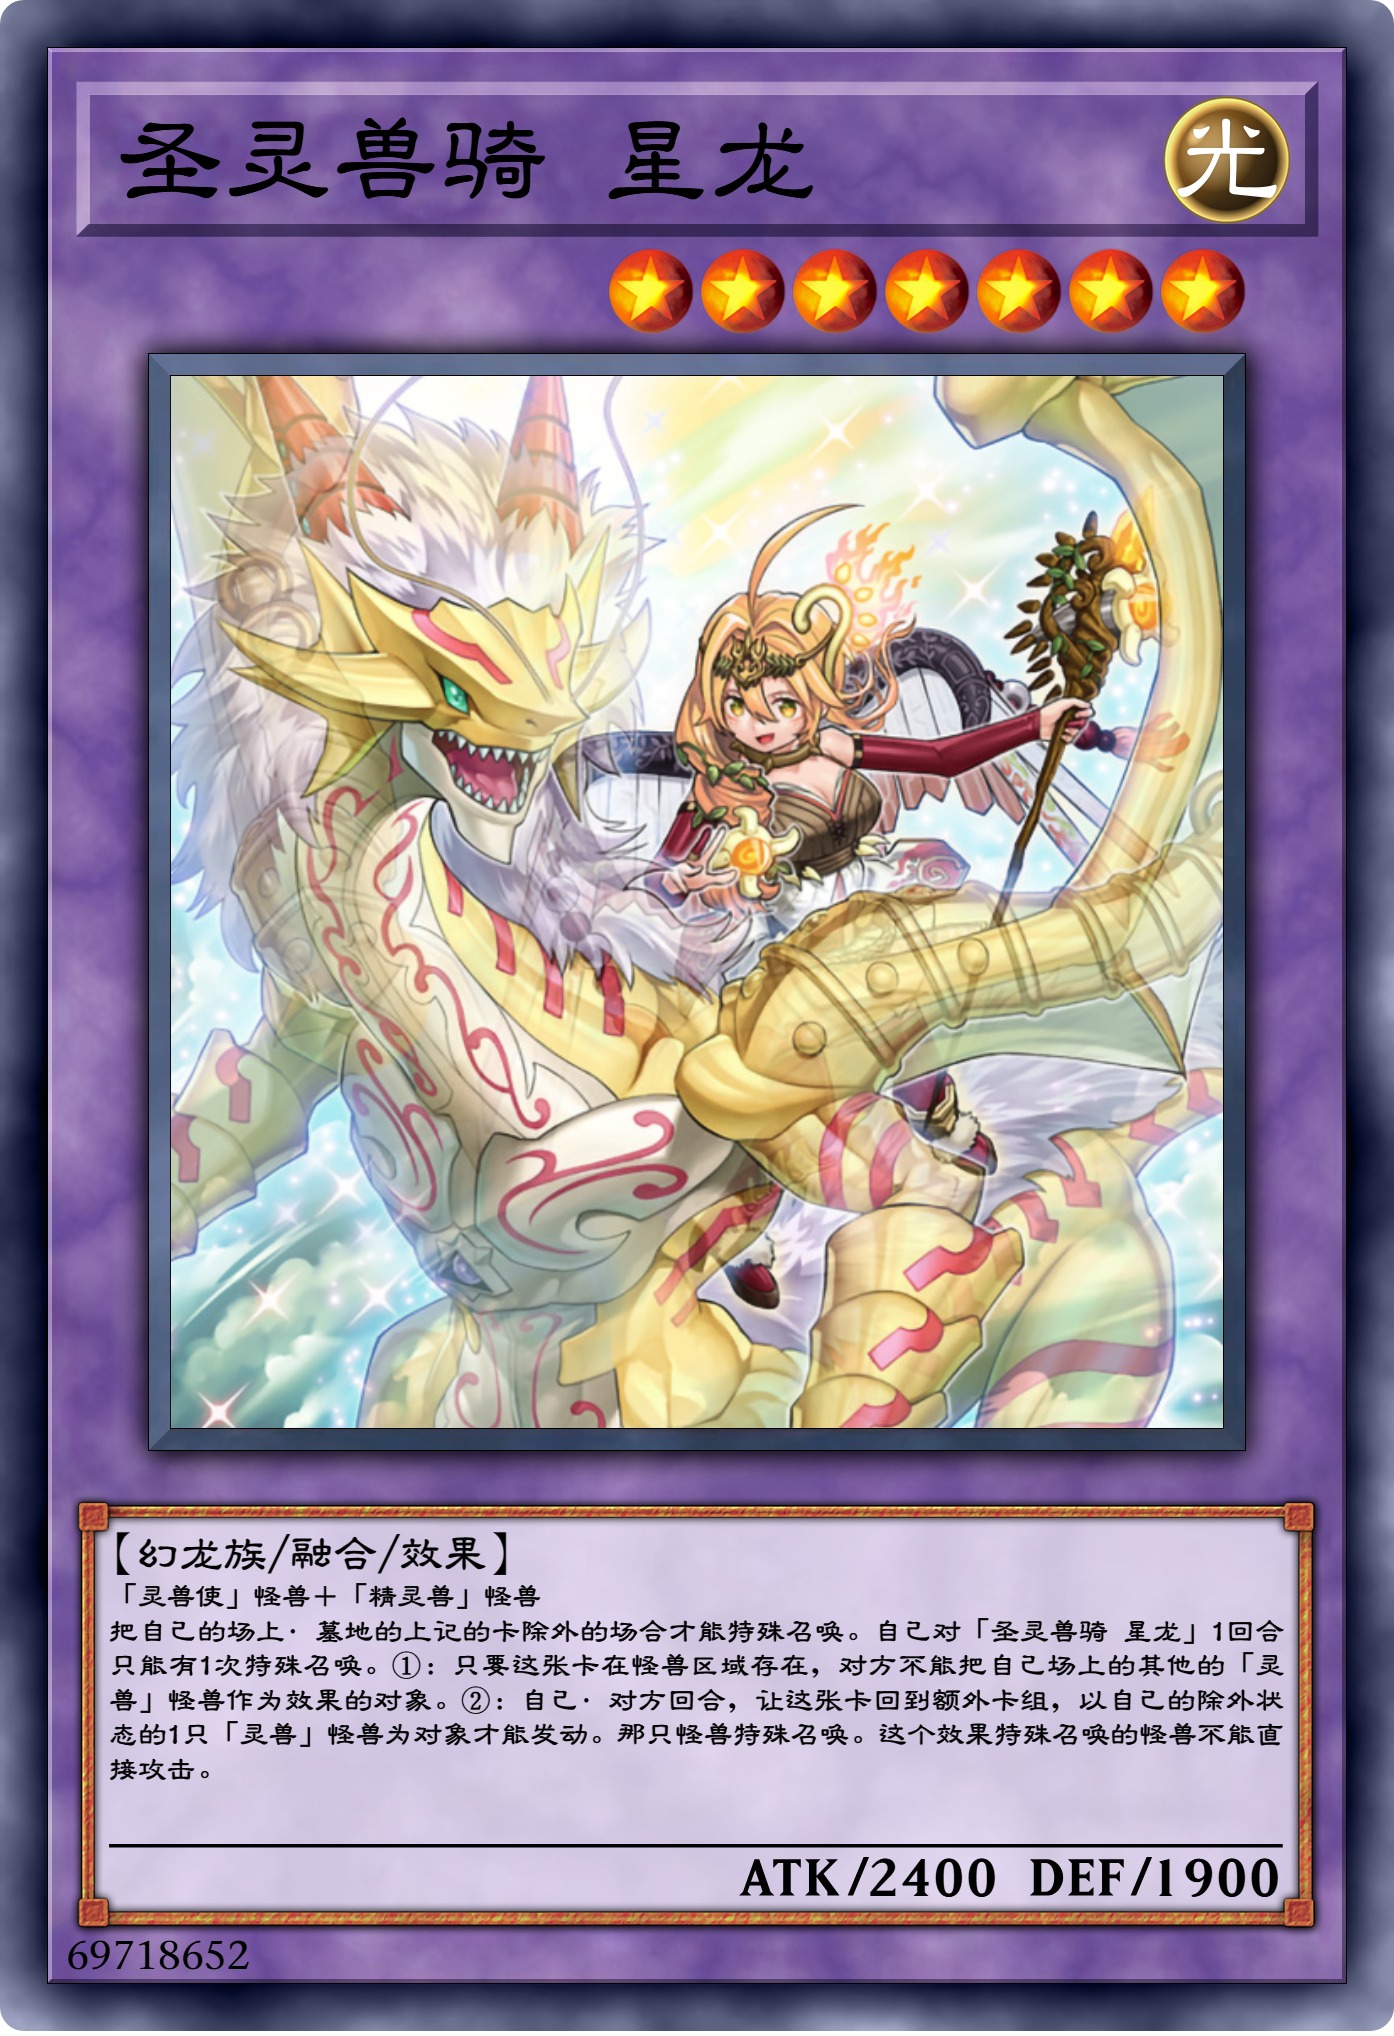 圣灵兽骑 星龙
光
【幻龙族/融合/效果】
「灵兽使」怪兽＋「精灵兽」怪兽
把自己的场上·墓地的上记的卡除外的场合才能特殊召唤。自己对「圣灵兽骑 星龙」1回合
只能有1次特殊召唤。①：只要这张卡在怪兽区域存在，对方不能把自己场上的其他的「灵
兽」怪兽作为效果的对象。②：自己·对方回合，让这张卡回到额外卡组，以自己的除外状
态的1只「灵兽」怪兽为对象才能发动。那只怪兽特殊召唤。这个效果特殊召唤的怪兽不能直
接攻击。
ATK/2400 DEF/1900
69718652